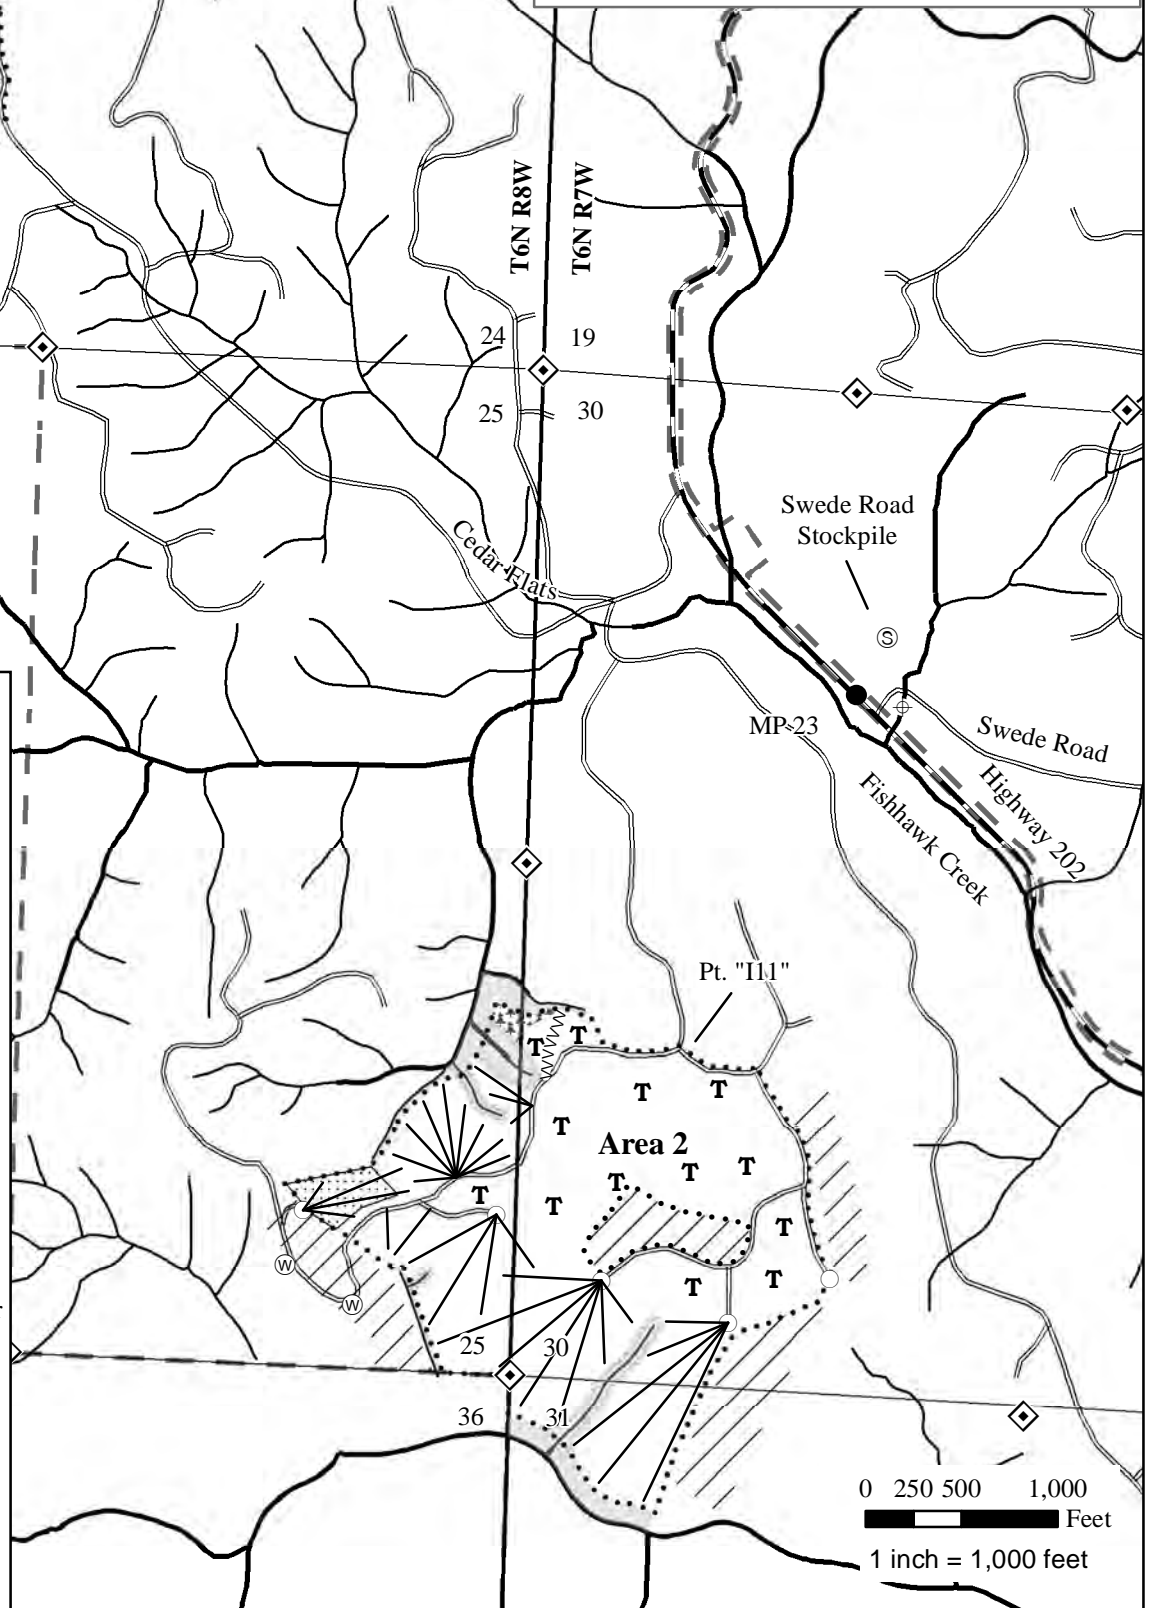 T6N R8W
T6N R7W
24
19
25
30
Swede Road
Stockpile
Cedar Flats
S
MP 23
Swede Road
Highway 202
Fishhawk Creek
Pt. "I11"
T
T
T
T
T
Area 2
T
T
T
T
T
T
T
T
W
W
25
30
36
31
0 250 500 1,000
Feet
1 inch = 1,000 feet